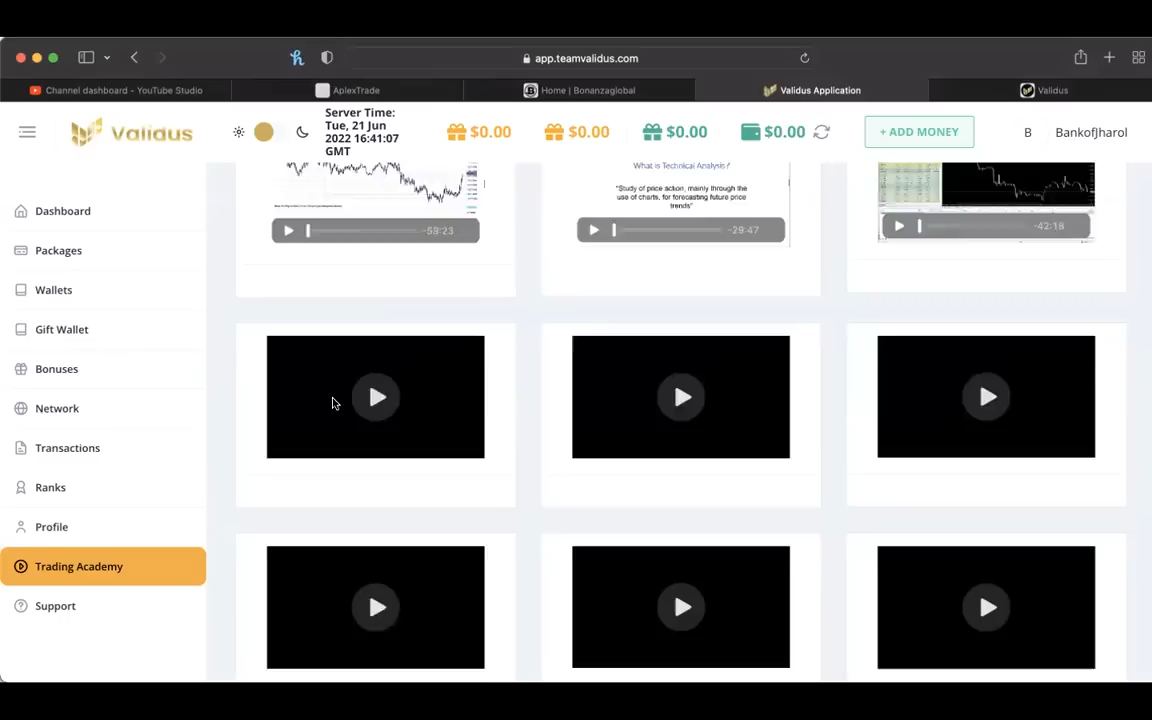 app.teamvalidus.com
Channel dashboard - YouTube Studio
AplexTrade
Home | Bonanzaglobal
Validus Application
Validus
Validus
Server Time:
Tue, 21 Jun
2022 16:41:07
GMT
$0.00
$0.00
$0.00
$0.00
+ ADD MONEY
B
BankofJharol
Dashboard
Packages
Wallets
Gift Wallet
Bonuses
Network
Transactions
Ranks
Profile
Trading Academy
Support
-59:23
What is Technical Analysis?
"Study of price action, mainly through the
use of charts, for forecasting future price
trends"
-29:47
-42:18